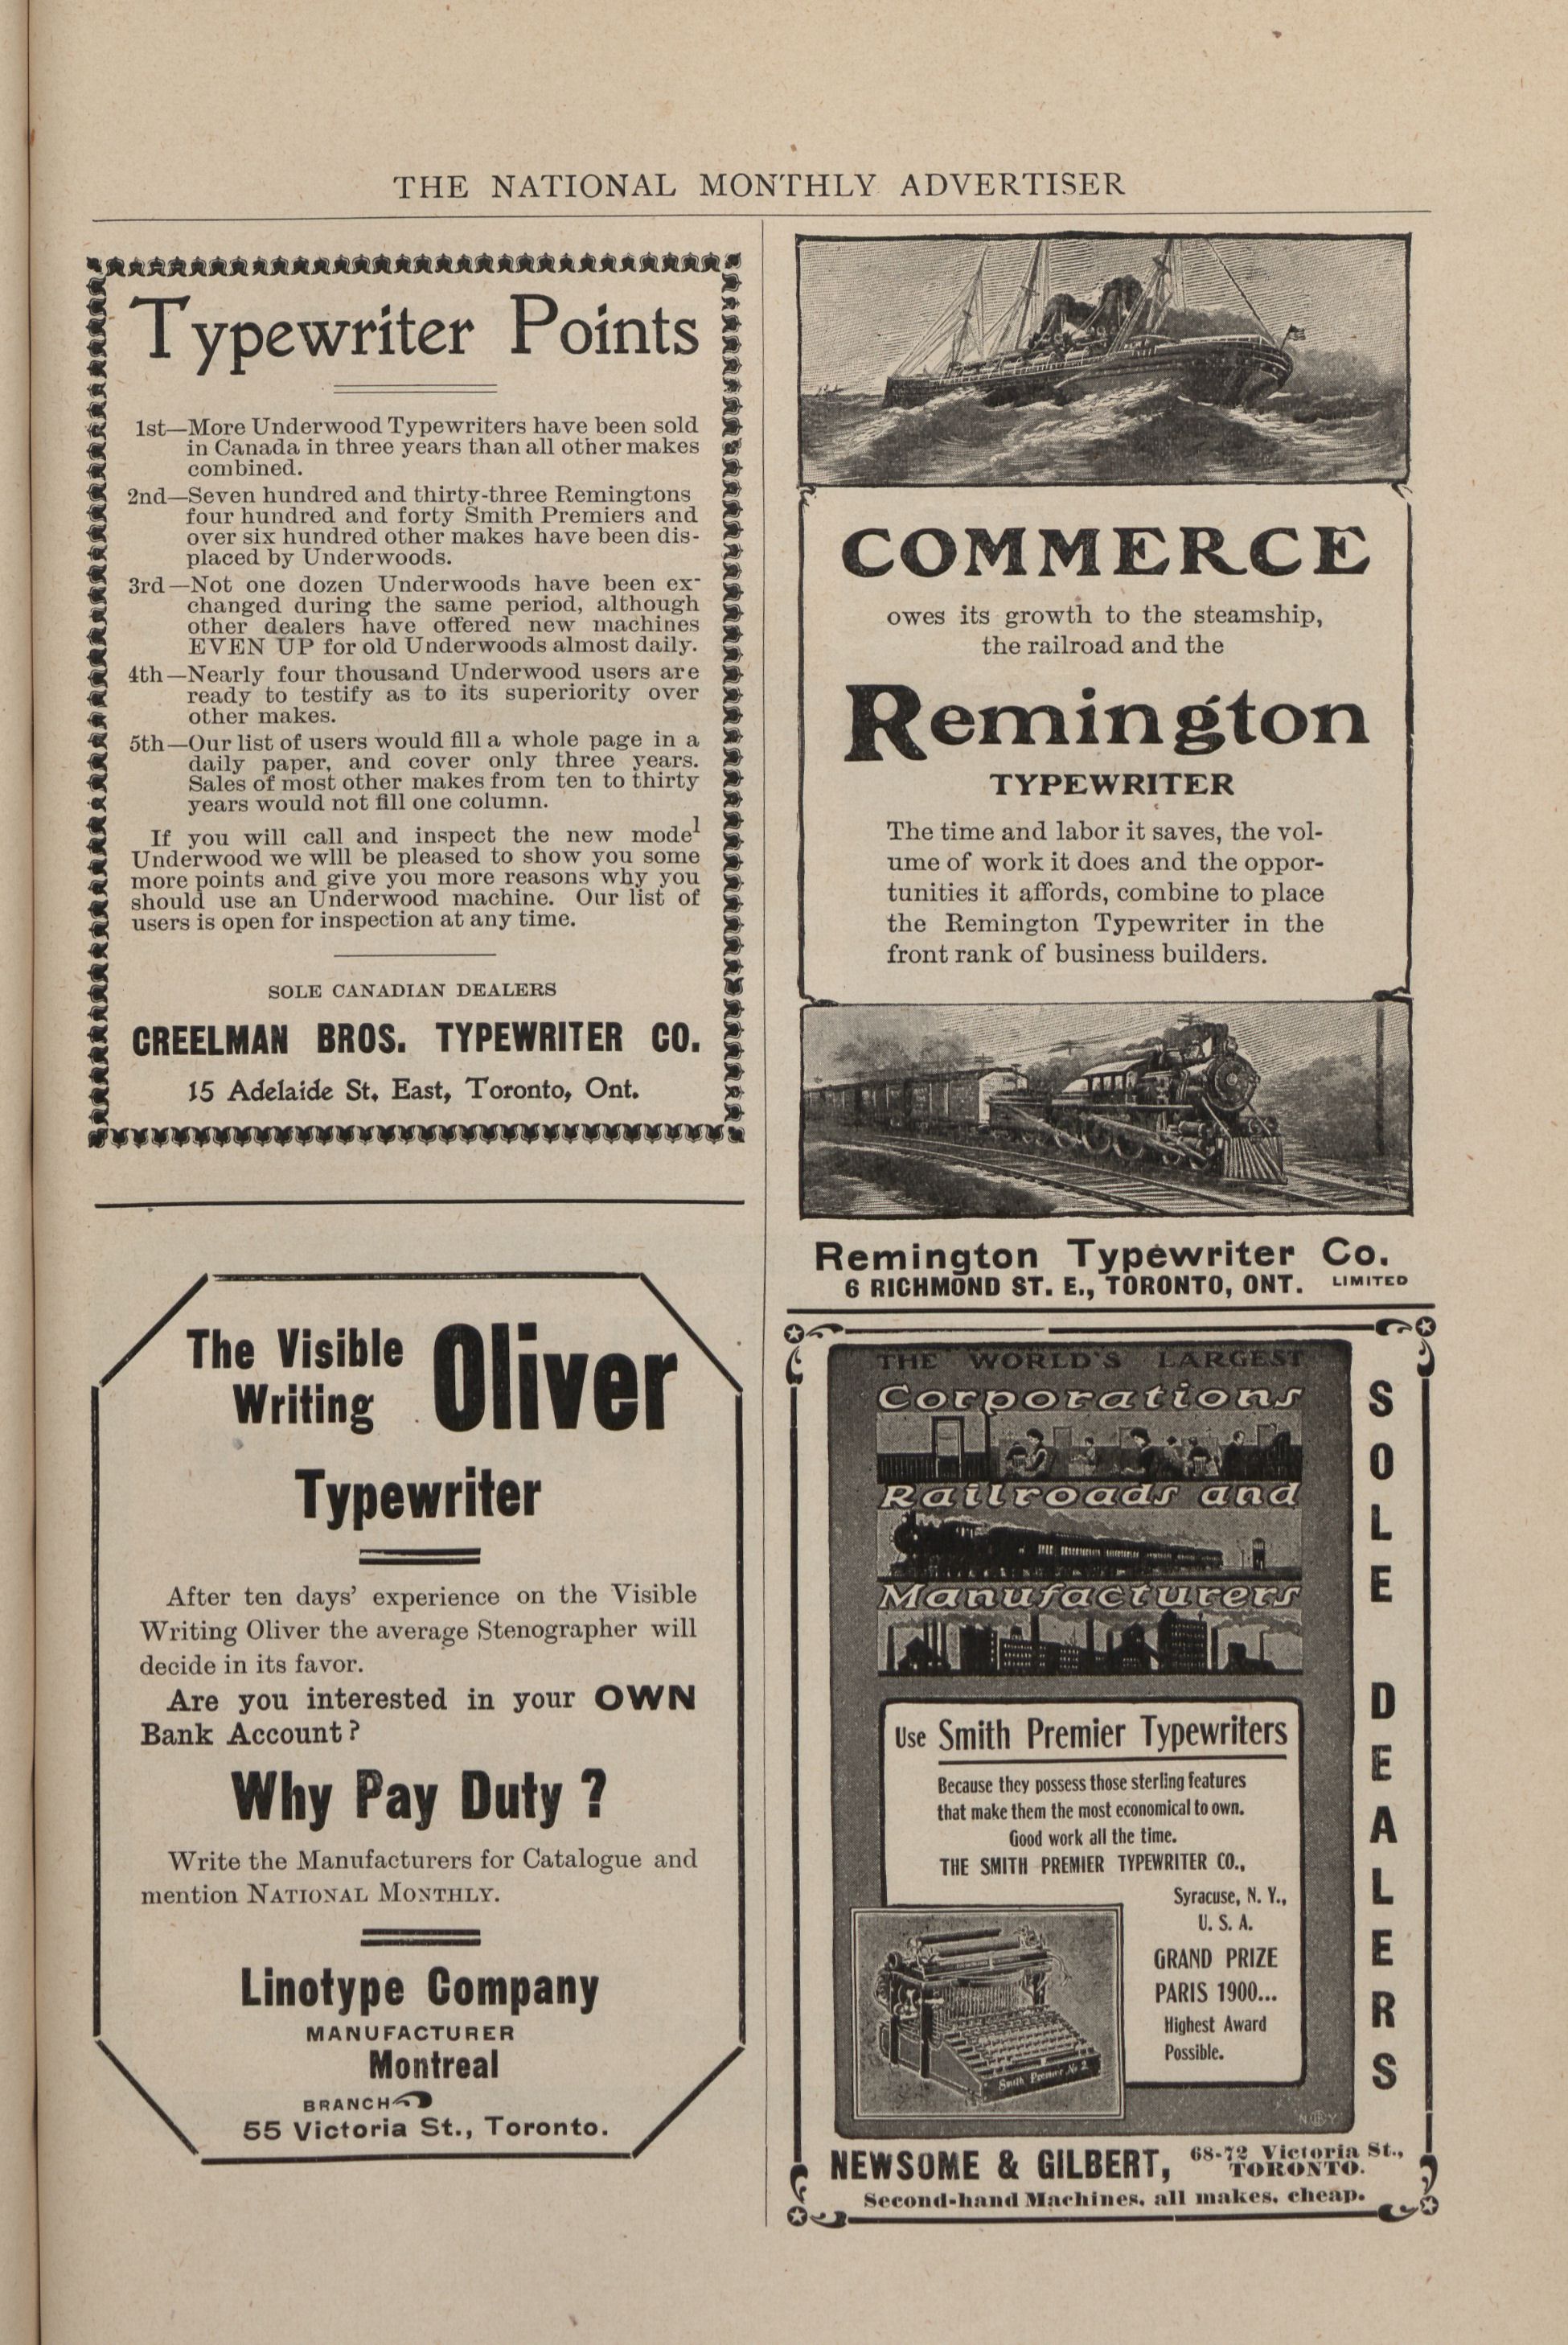 THE NATIONAL MONTHLY ADVERTISER
Typewriter Points
1st—More Underwood Typewriters have been sold
in Canada in three years than all other makes
combined.
2nd—Seven hundred and thirty-three Remingtons
four hundred and forty Smith Premiers and
over six hundred other makes have been dis-
placed by Underwoods.
3rd—Not one dozen Underwoods have been ex-
changed during the same period, although
other dealers have offered new machines
EVEN UP for old Underwoods almost daily.
4th—Nearly four thousand Underwood users are
ready to testify as to its superiority over
other makes.
5th—Our list of users would fill a whole page in a
daily paper, and cover only three years.
Sales of most other makes from ten to thirty
years would not fill one column.
If you will call and inspect the new model
Underwood we wlll be pleased to show you some
more points and give you more reasons why you
should use an Underwood machine. Our list of
users is open for inspection at any time.
SOLE CANADIAN DEALERS
CREELMAN BROS. TYPEWRITER CO.
15 Adelaide St. East, Toronto, Ont.
The Visible
Writing Oliver
Typewriter
After ten days' experience on the Visible
Writing Oliver the average Stenographer will
decide in its favor.
Are you interested in your OWN
Bank Account?
Why Pay Duty ?
Write the Manufacturers for Catalogue and
mention NATIONAL MONTHLY.
Linotype Company
MANUFACTURER
Montreal
BRANCH
55 Victoria St., Toronto.
COMMERCE
owes its growth to the steamship,
the railroad and the
Remington
TYPEWRITER
The time and labor it saves, the vol-
ume of work it does and the oppor-
tunities it affords, combine to place
the Remington Typewriter in the
front rank of business builders.
Remington Typewriter Co.
6 RICHMOND ST. E., TORONTO, ONT. LIMITED
THE WORLD'S LARGEST
Corporations
Railroads and
Manufacturers
Use Smith Premier Typewriters
Because they possess those sterling features
that make them the most economical to own.
Good work all the time.
THE SMITH PREMIER TYPEWRITER CO.,
Syracuse, N. Y.,
U. S. A.
GRAND PRIZE
PARIS 1900...
Highest Award
Possible.
Smith Premier No 2
SOLE DEALERS
NEWSOME & GILBERT, 68-72 Victoria St.,
TORONTO.
Second-hand Machines, all makes, cheap.